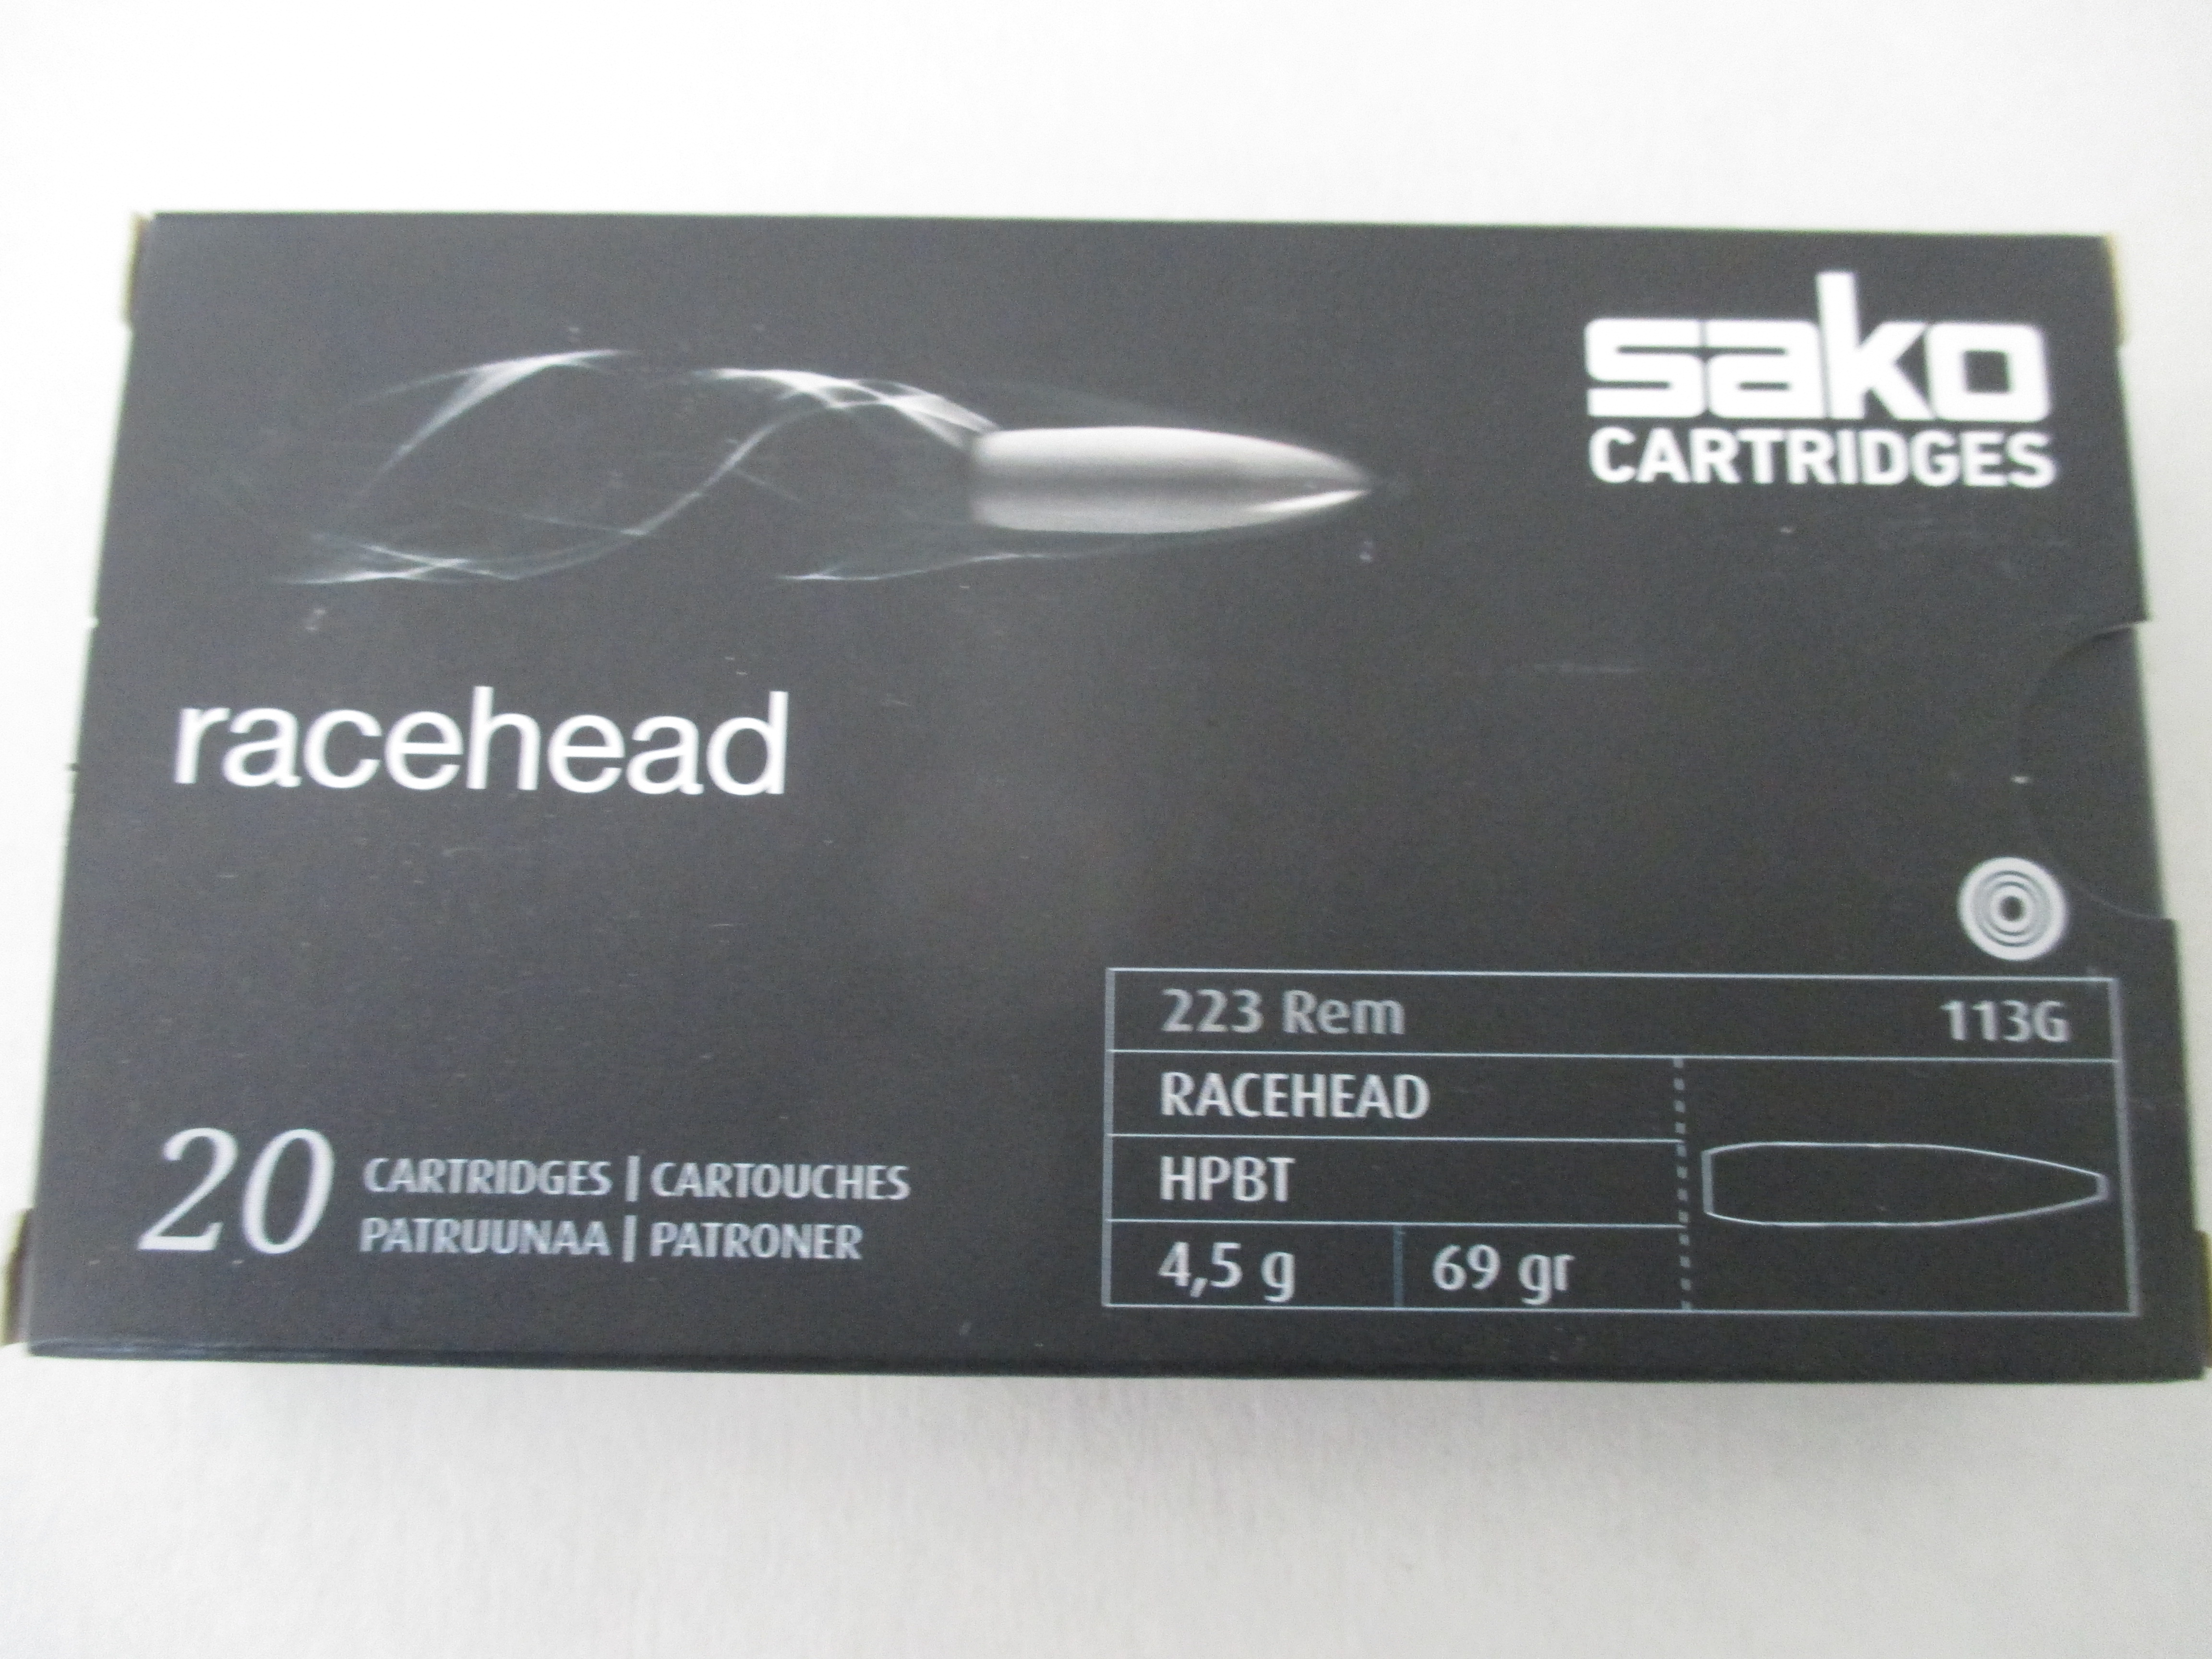 sako
CARTRIDGES
racehead
223 Rem 113G
RACEHEAD
HPBT
4,5 g 69 gr
20 CARTRIDGES | CARTOUCHES
PATRUUNAA | PATRONER